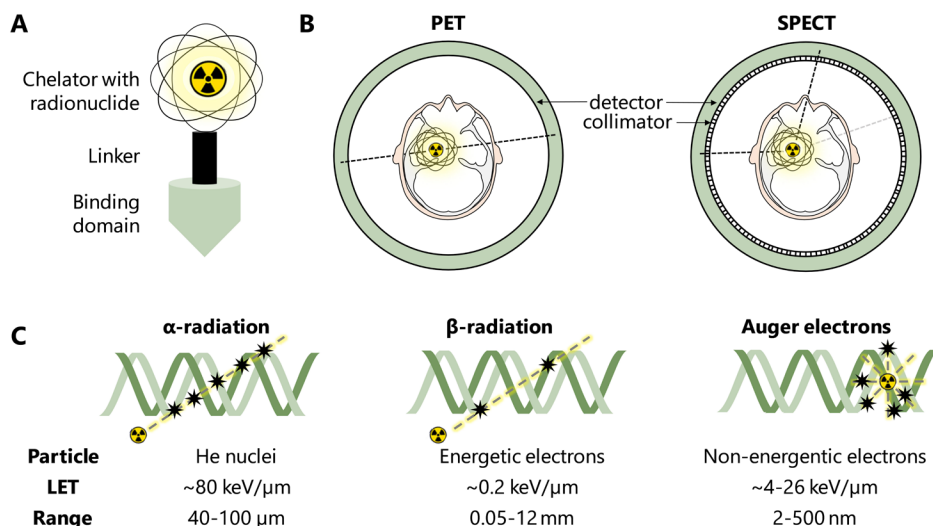 A
Chelator with
radionuclide
Linker
Binding
domain
B
PET
SPECT
detector
collimator
C
α-radiation
β-radiation
Auger electrons
Particle He nuclei Energetic electrons Non-energentic electrons
LET ~80 keV/µm ~0.2 keV/µm ~4-26 keV/µm
Range 40-100 µm 0.05-12 mm 2-500 nm